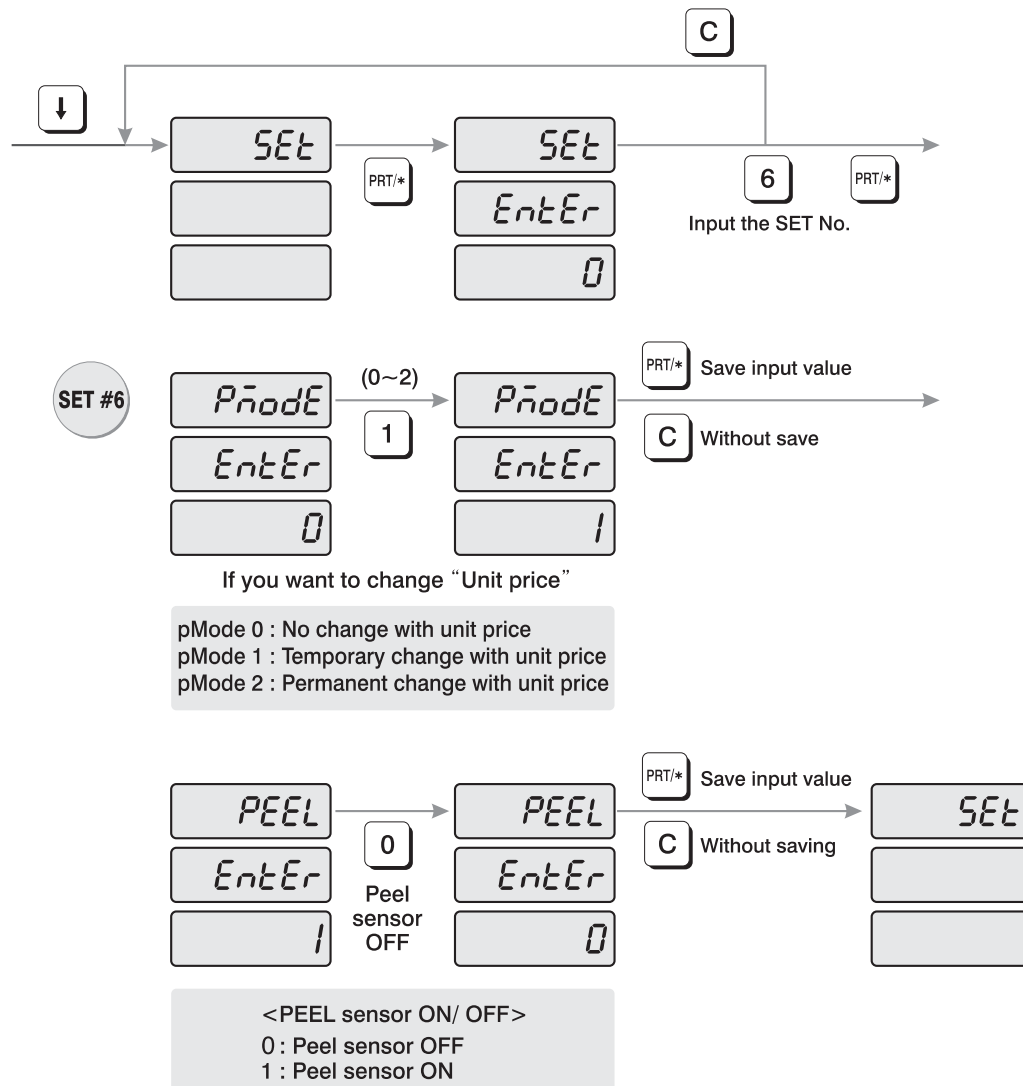 C
↓
SEt
SEt
PRT/*
EntEr
0
6
PRT/*
Input the SET No.
SET #6
PmodE
(0~2)
PmodE
PRT/*
Save input value
1
EntEr
EntEr
C
Without save
0
1
If you want to change “Unit price”
pMode 0 : No change with unit price
pMode 1 : Temporary change with unit price
pMode 2 : Permanent change with unit price
PRT/*
Save input value
PEEL
PEEL
SEt
0
C
Without saving
EntEr
EntEr
Peel
sensor
OFF
1
0
<PEEL sensor ON/ OFF>
0 : Peel sensor OFF
1 : Peel sensor ON